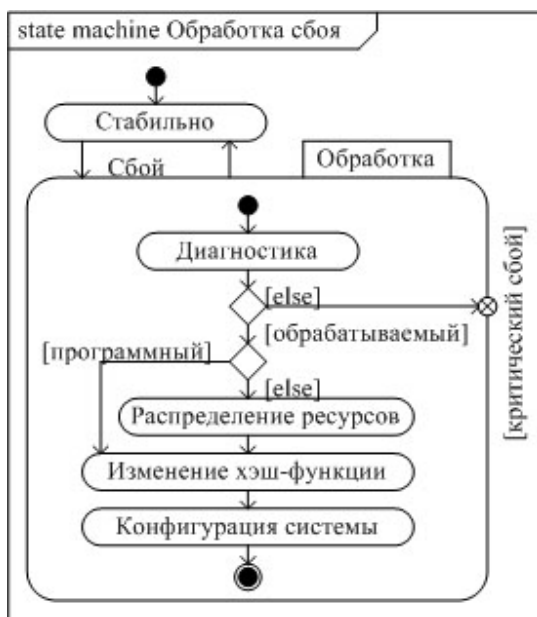 state machine Обработка сбоя
Стабильно
Сбой
Обработка
Диагностика
[else]
[обрабатываемый]
[программный]
[else]
Распределение ресурсов
Изменение хэш-функции
Конфигурация системы
[критический сбой]